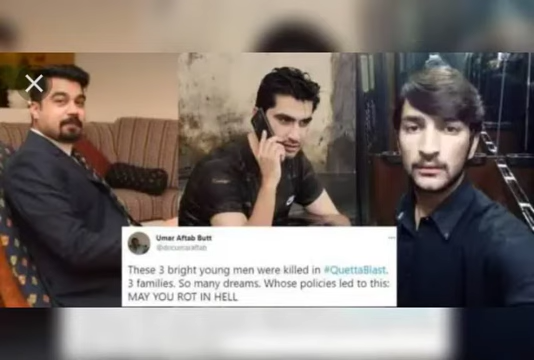 Umar Aftab Butt
These 3 bright young men were killed in #QuettaBlast.
3 families. So many dreams. Whose policies led to this:
MAY YOU ROT IN HELL